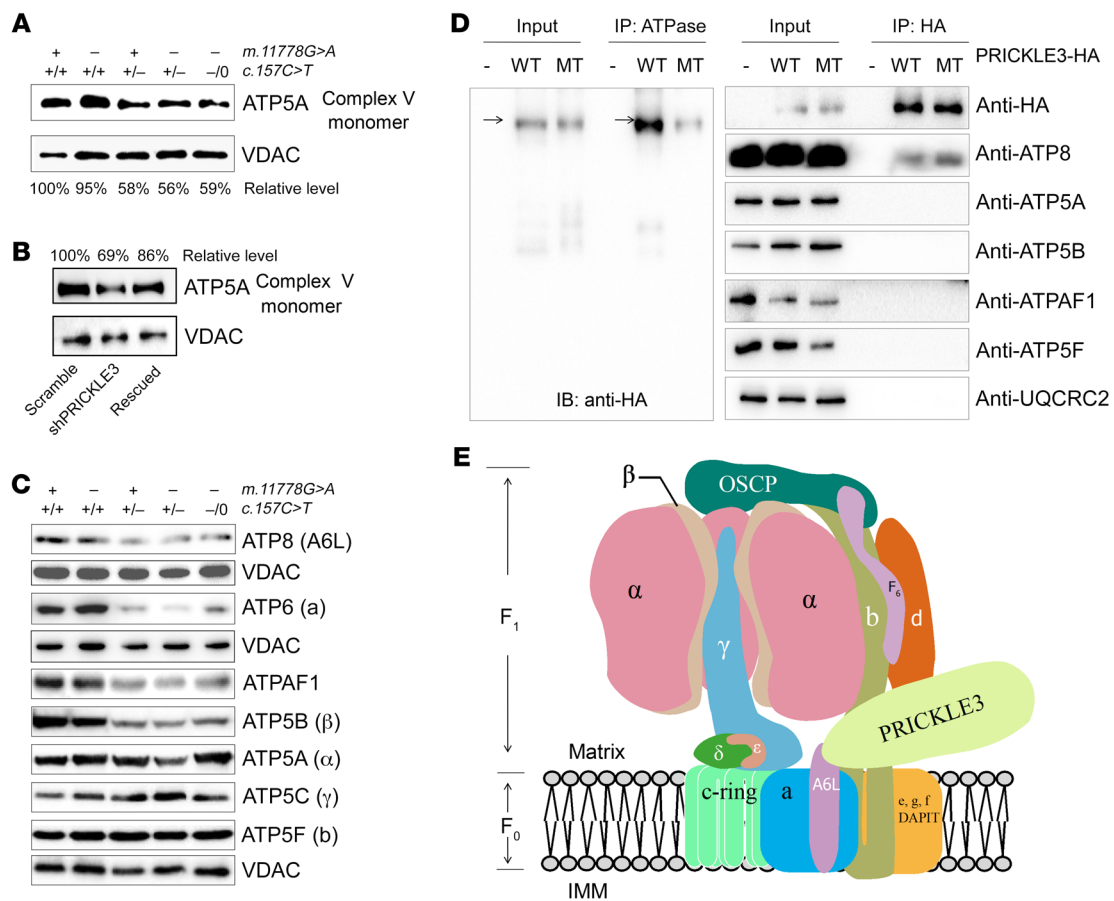 A
+ – + – – m.11778G>A
+/+ +/+ +/– +/– –/0 c.157C>T
ATP5A Complex V
monomer
VDAC
100% 95% 58% 56% 59% Relative level
B
100% 69% 86% Relative level
ATP5A Complex V
monomer
VDAC
Scramble
shPRICKLE3
Rescued
C
+ – + – – m.11778G>A
+/+ +/+ +/– +/– –/0 c.157C>T
ATP8 (A6L)
VDAC
ATP6 (a)
VDAC
ATPAF1
ATP5B (β)
ATP5A (α)
ATP5C (γ)
ATP5F (b)
VDAC
D
Input IP: ATPase Input IP: HA
- WT MT - WT MT - WT MT - WT MT PRICKLE3-HA
IB: anti-HA
Anti-HA
Anti-ATP8
Anti-ATP5A
Anti-ATP5B
Anti-ATPAF1
Anti-ATP5F
Anti-UQCRC2
E
β
OSCP
α
α
γ
b
F6
d
F1
PRICKLE3
Matrix
δ
ε
c-ring
a
A6L
e, g, f
DAPIT
F0
IMM